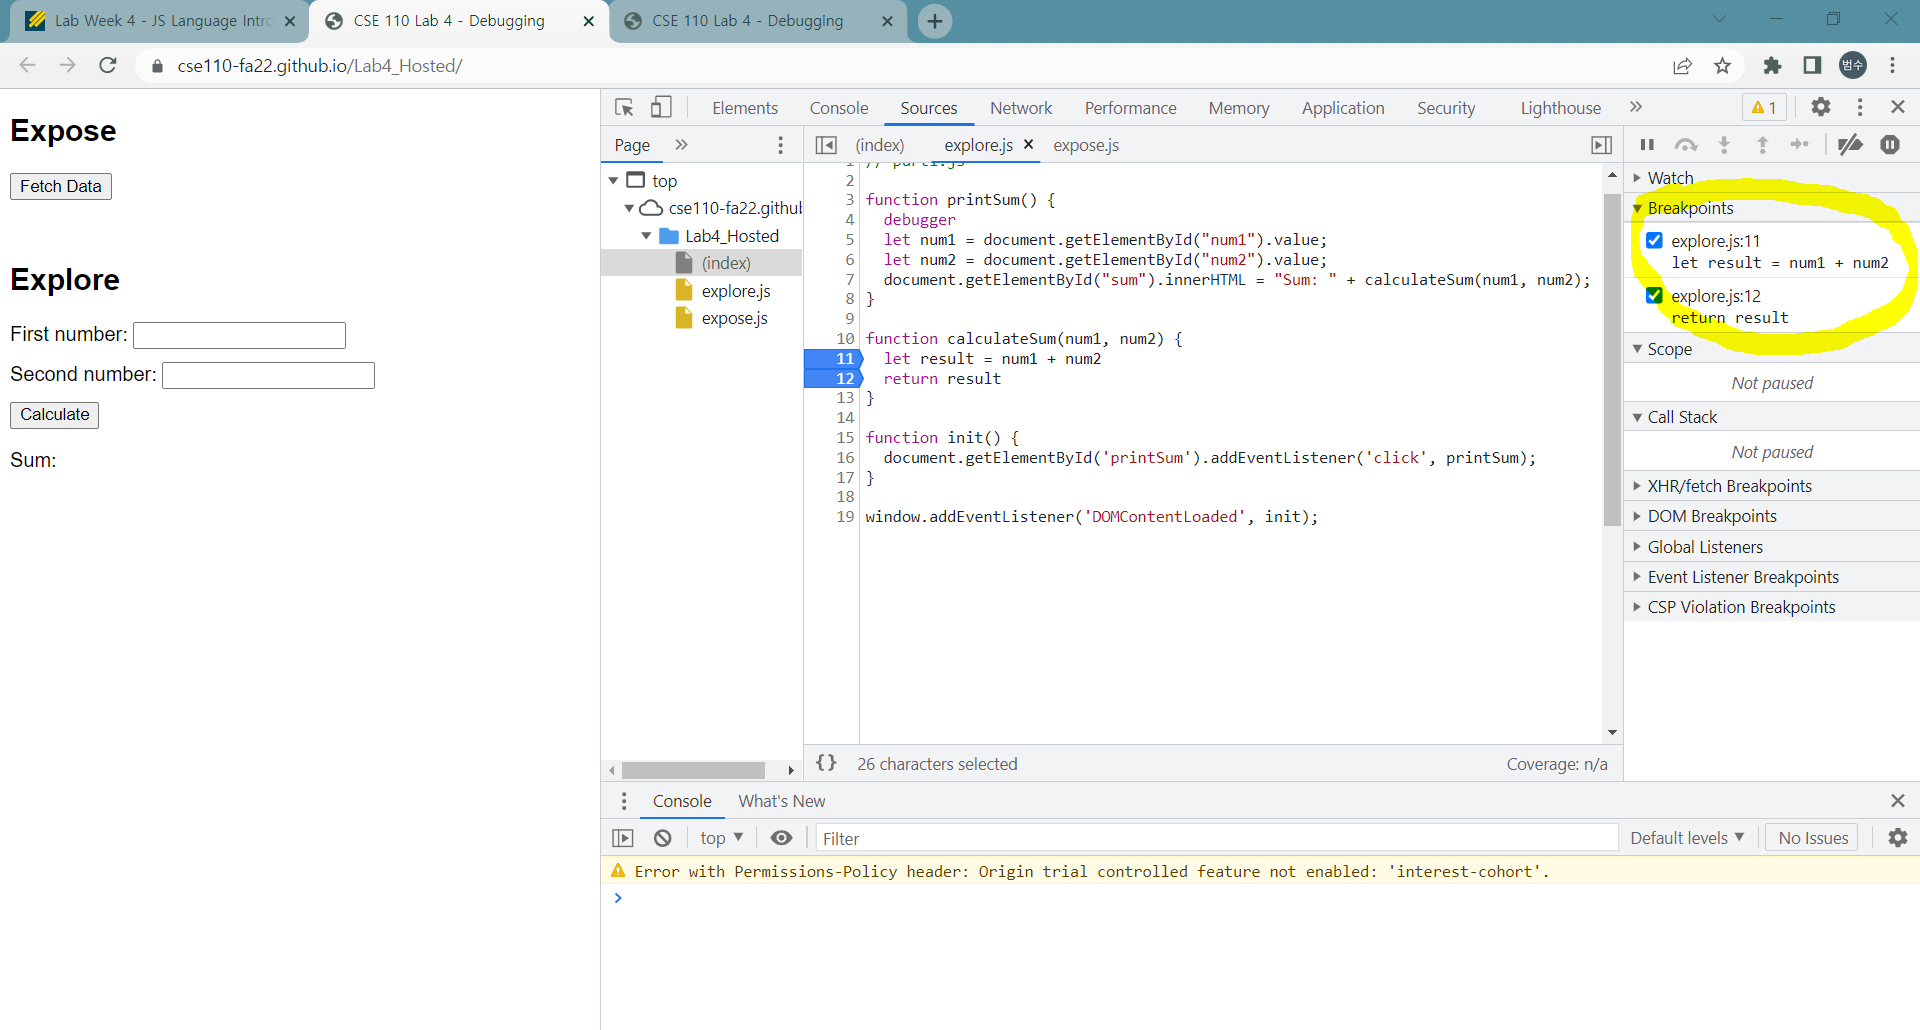 Lab Week 4 - JS Language Intro
CSE 110 Lab 4 - Debugging
CSE 110 Lab 4 - Debugging
cse110-fa22.github.io/Lab4_Hosted/
범수
Expose
Fetch Data
Explore
First number:
Second number:
Calculate
Sum:
Elements Console Sources Network Performance Memory Application Security Lighthouse
1
Page
top
cse110-fa22.github
Lab4_Hosted
(index)
explore.js
expose.js
(index) explore.js expose.js
1 // part1.js
2
3 function printSum() {
4 debugger
5 let num1 = document.getElementById("num1").value;
6 let num2 = document.getElementById("num2").value;
7 document.getElementById("sum").innerHTML = "Sum: " + calculateSum(num1, num2);
8 }
9
10 function calculateSum(num1, num2) {
11 let result = num1 + num2
12 return result
13 }
14
15 function init() {
16 document.getElementById('printSum').addEventListener('click', printSum);
17 }
18
19 window.addEventListener('DOMContentLoaded', init);
{} 26 characters selected
Coverage: n/a
Watch
Breakpoints
explore.js:11
let result = num1 + num2
explore.js:12
return result
Scope
Not paused
Call Stack
Not paused
XHR/fetch Breakpoints
DOM Breakpoints
Global Listeners
Event Listener Breakpoints
CSP Violation Breakpoints
Console What's New
top
Filter
Default levels
No Issues
Error with Permissions-Policy header: Origin trial controlled feature not enabled: 'interest-cohort'.